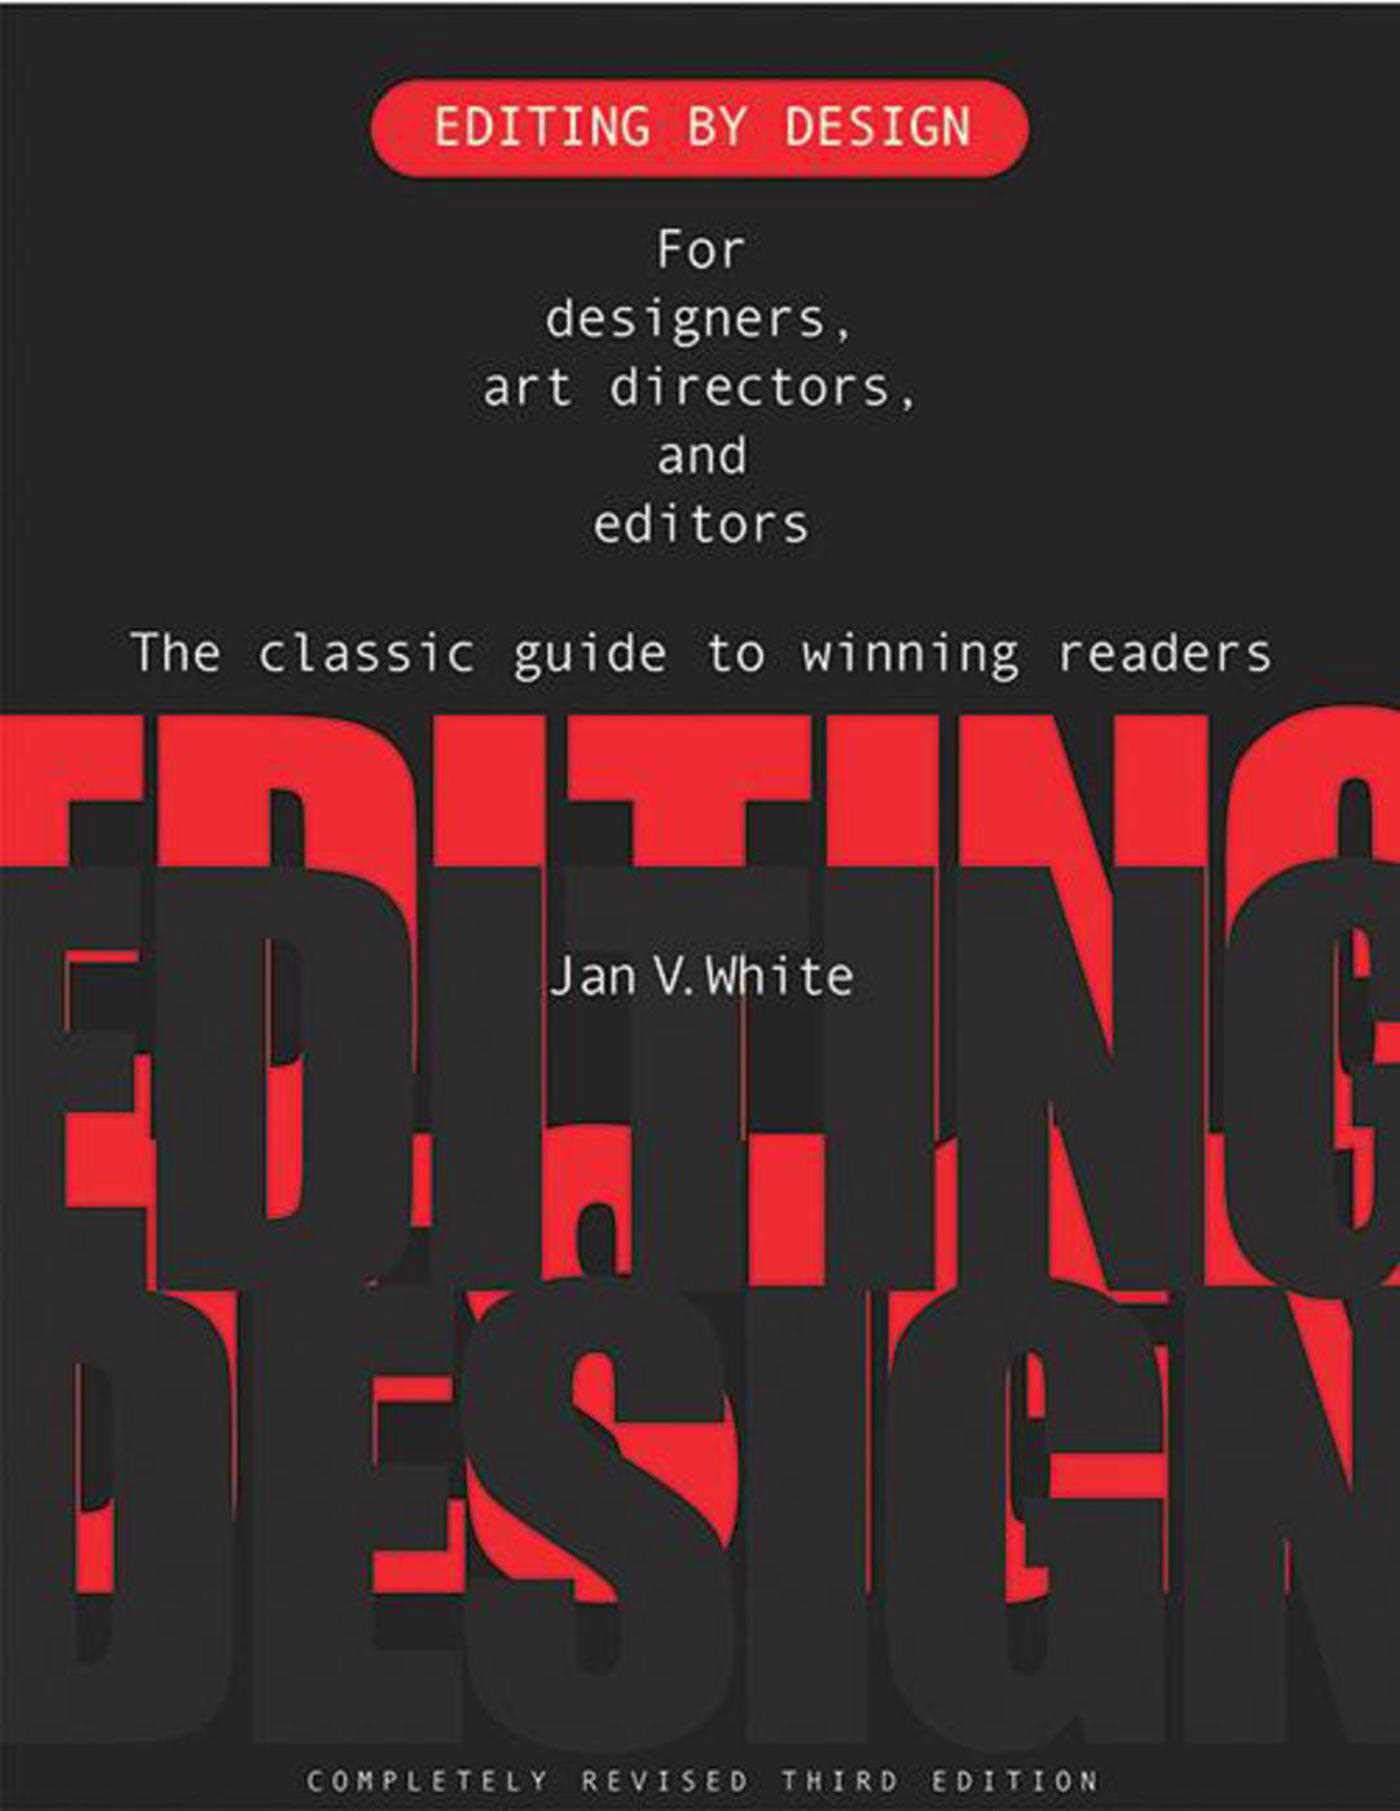 EDITING BY DESIGN
For
designers,
art directors,
and
editors
The classic guide to winning readers
EDITING
Jan V. White
DESIGN
COMPLETELY REVISED THIRD EDITION